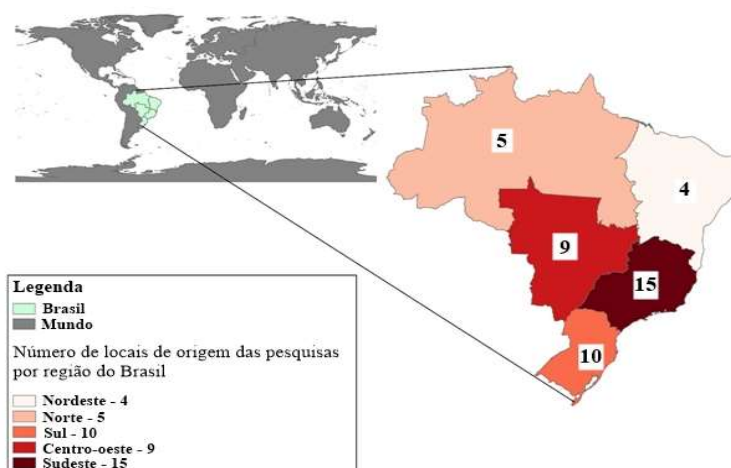 5
4
9
15
10
Legenda
Brasil
Mundo
Número de locais de origem das pesquisas
por região do Brasil
Nordeste - 4
Norte - 5
Sul - 10
Centro-oeste - 9
Sudeste - 15